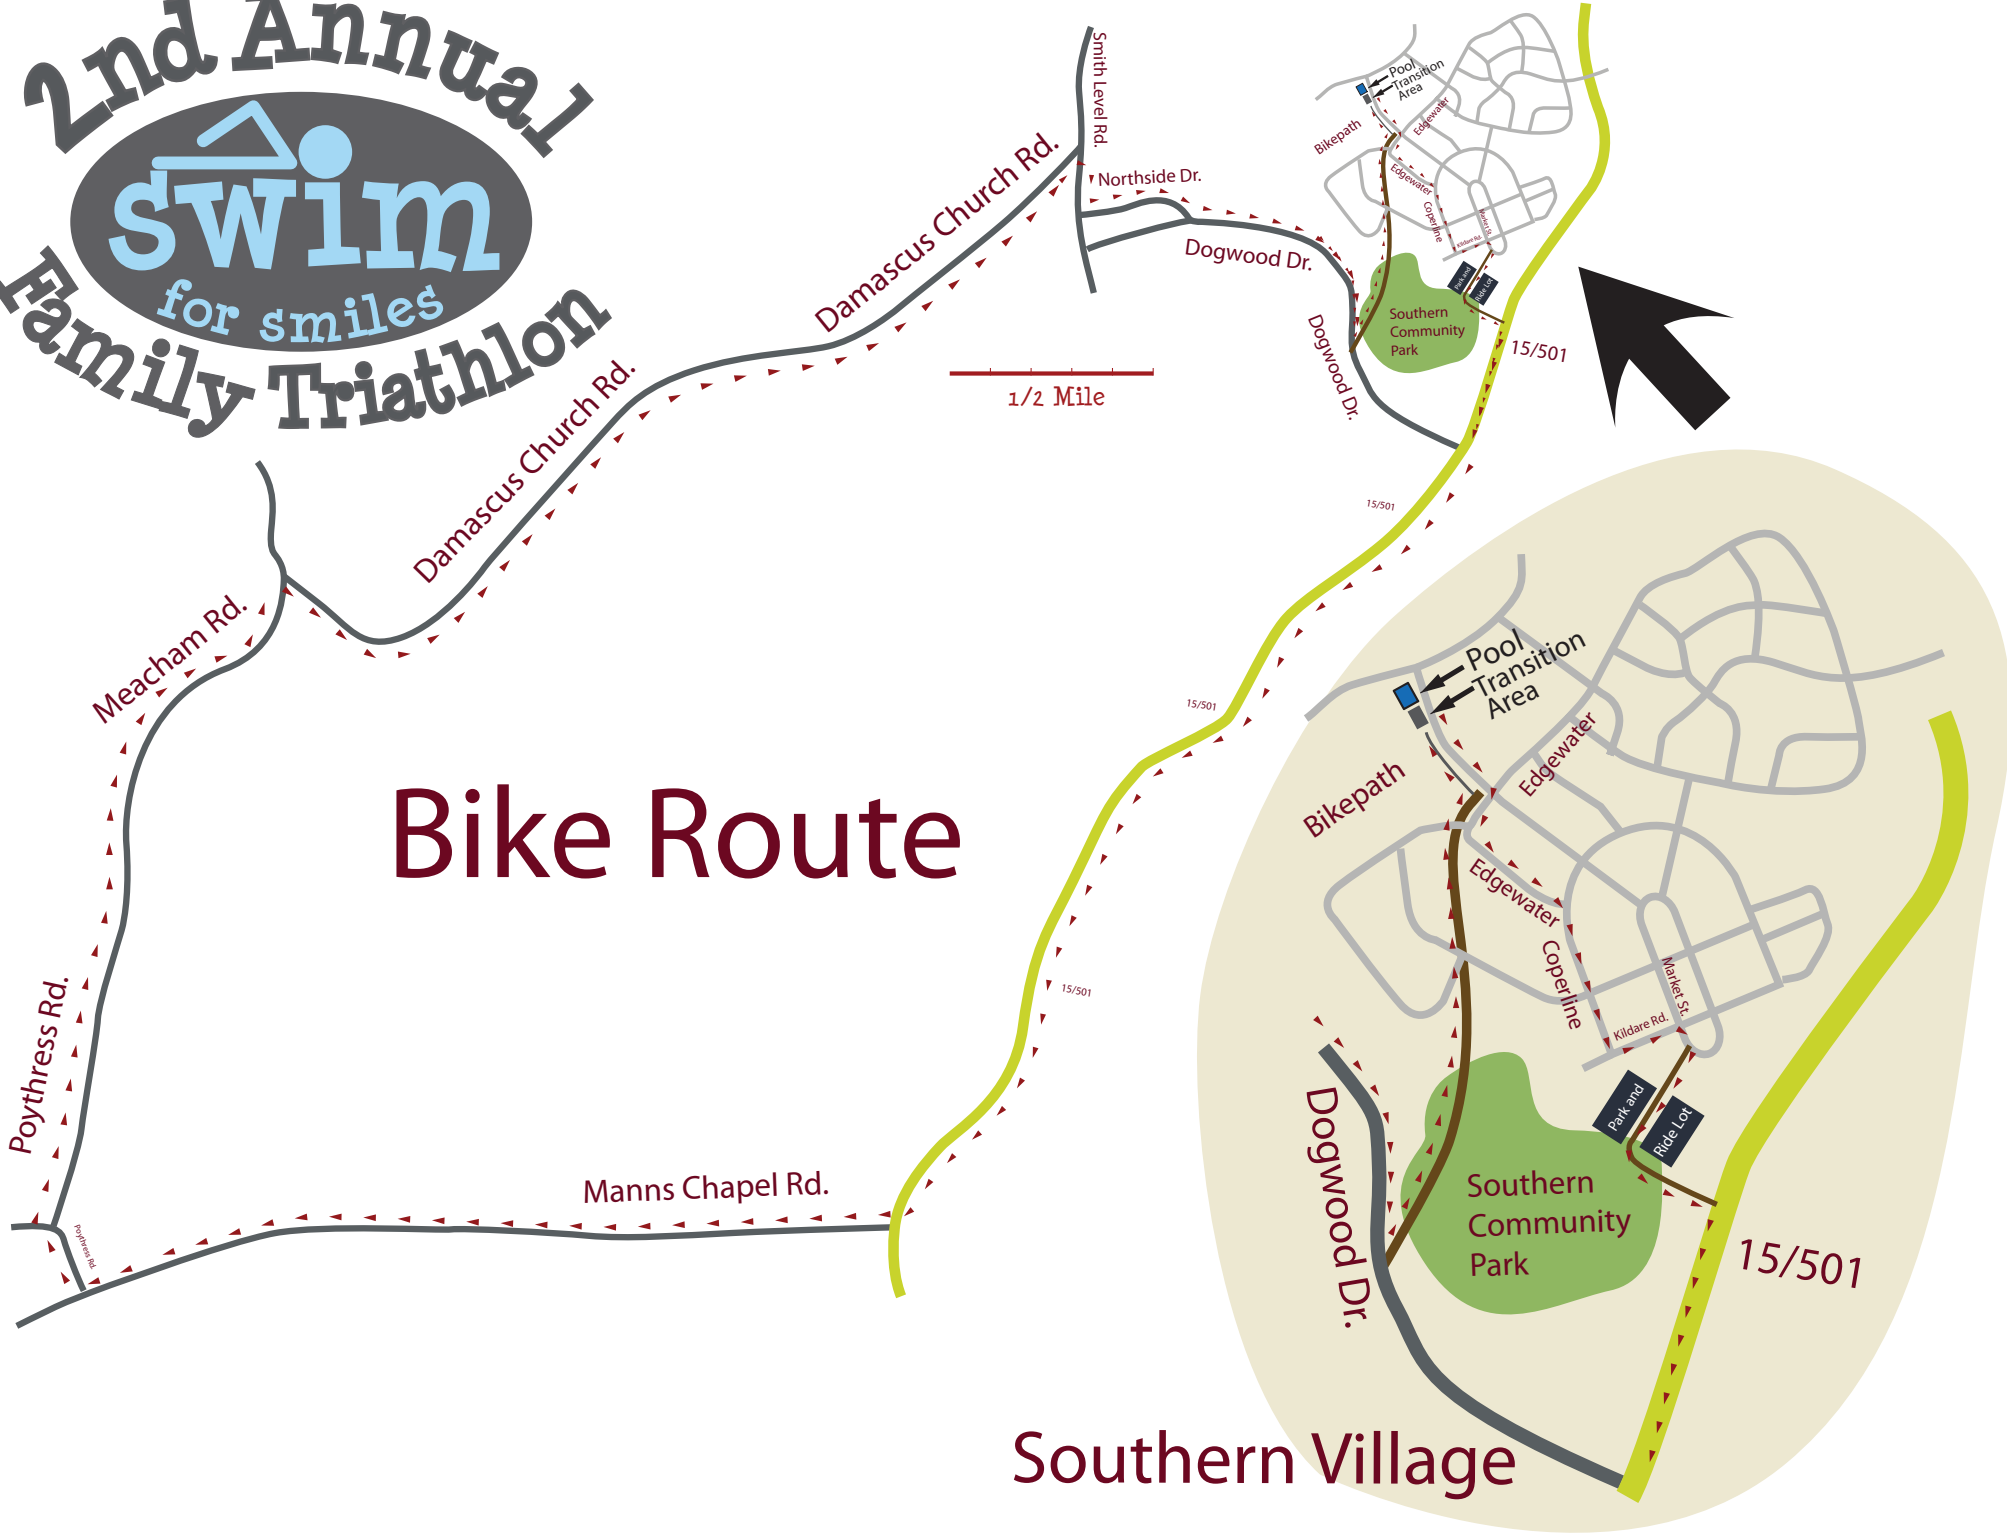 2nd Annual
swim
for smiles
Family Triathlon
Smith Level Rd.
Damascus Church Rd.
Northside Dr.
Dogwood Dr.
Dogwood Dr.
Pool
Transition
Area
Bikepath
Edgewater
Edgewater
Coperline
Market St.
Kildare Rd.
Park and
Ride Lot
Southern
Community
Park
15/501
1/2 Mile
Damascus Church Rd.
15/501
Meacham Rd.
15/501
Bike Route
15/501
Poythress Rd.
Poythress Rd.
Manns Chapel Rd.
Pool
Transition
Area
Bikepath
Edgewater
Edgewater
Coperline
Market St.
Kildare Rd.
Park and
Ride Lot
Dogwood Dr.
Southern
Community
Park
15/501
Southern Village